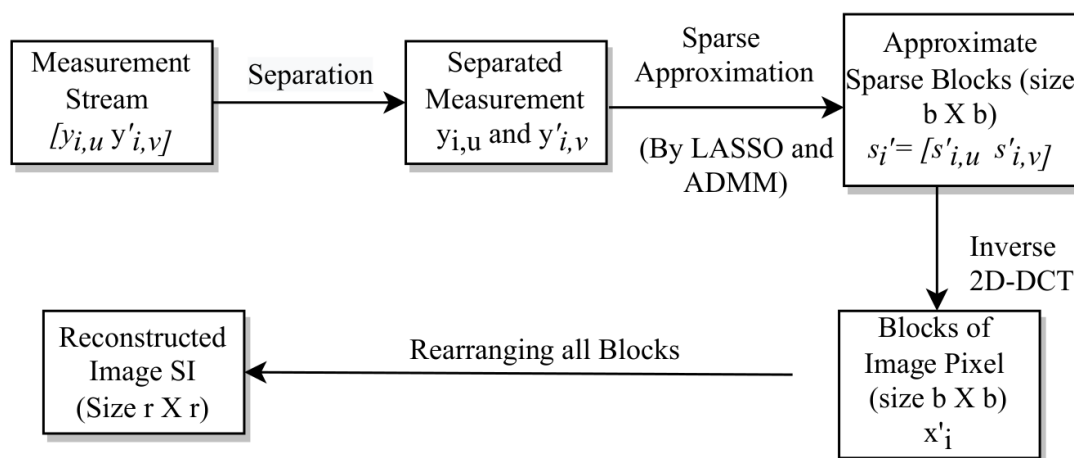 Measurement
Stream
[y_{i,u} y'_{i,v}]
Separation
Separated
Measurement
y_{i,u} and y'_{i,v}
Sparse
Approximation
(By LASSO and
ADMM)
Approximate
Sparse Blocks (size
b X b)
s_i'= [s'_{i,u} s'_{i,v}]
Inverse
2D-DCT
Blocks of
Image Pixel
(size b X b)
x'_i
Rearranging all Blocks
Reconstructed
Image SI
(Size r X r)